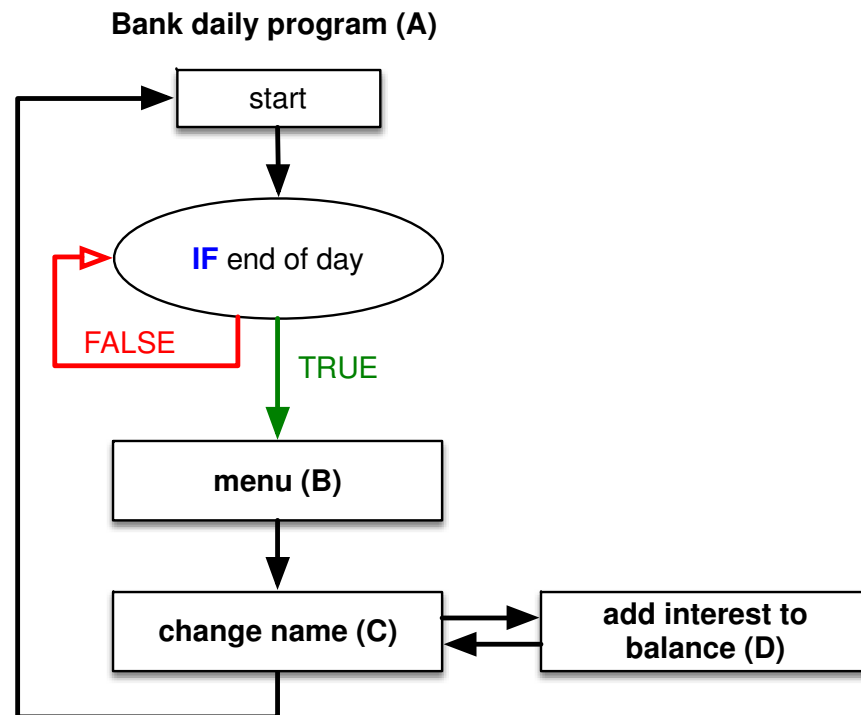 Bank daily program (A)
start
IF end of day
FALSE
TRUE
menu (B)
change name (C)
add interest to
balance (D)